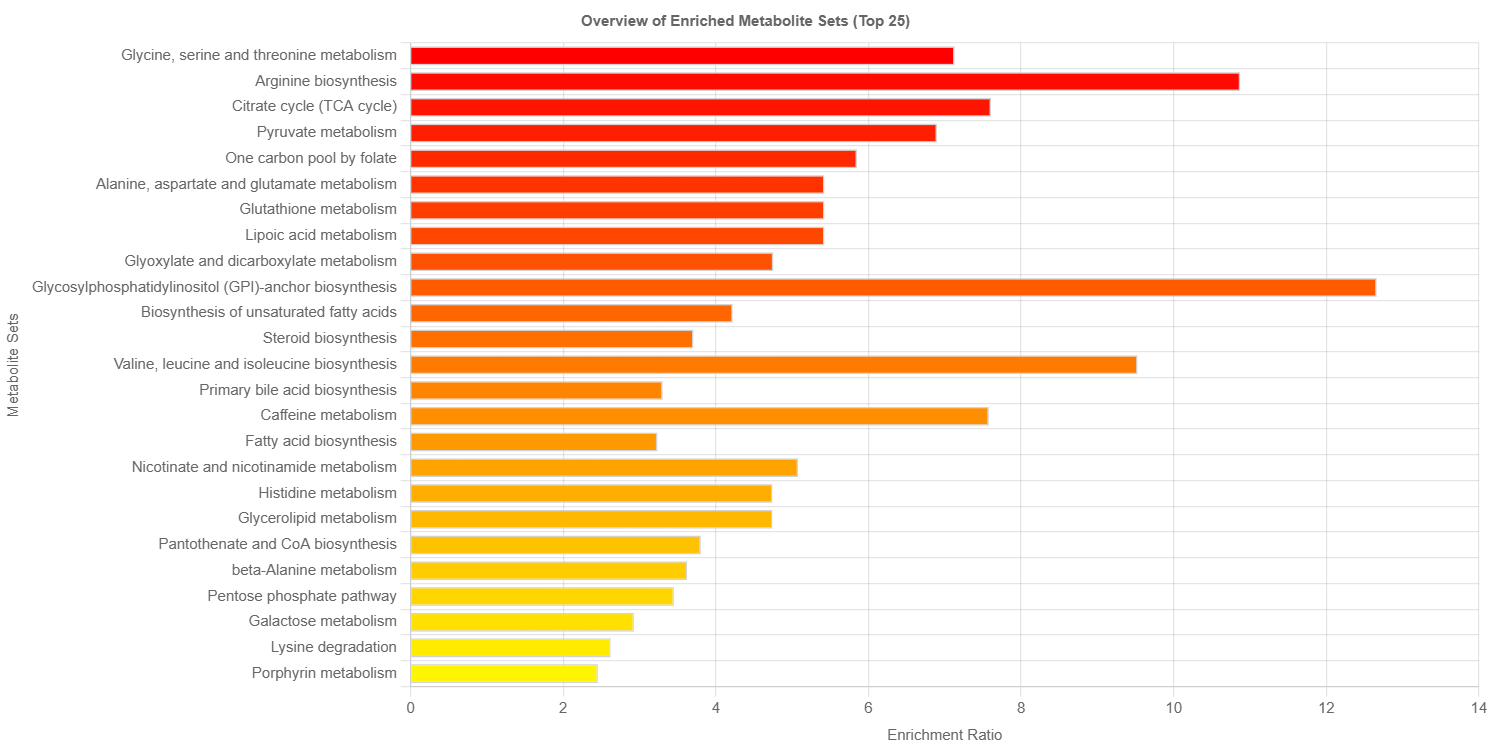 Overview of Enriched Metabolite Sets (Top 25)
Metabolite Sets
Glycine, serine and threonine metabolism
Arginine biosynthesis
Citrate cycle (TCA cycle)
Pyruvate metabolism
One carbon pool by folate
Alanine, aspartate and glutamate metabolism
Glutathione metabolism
Lipoic acid metabolism
Glyoxylate and dicarboxylate metabolism
Glycosylphosphatidylinositol (GPI)-anchor biosynthesis
Biosynthesis of unsaturated fatty acids
Steroid biosynthesis
Valine, leucine and isoleucine biosynthesis
Primary bile acid biosynthesis
Caffeine metabolism
Fatty acid biosynthesis
Nicotinate and nicotinamide metabolism
Histidine metabolism
Glycerolipid metabolism
Pantothenate and CoA biosynthesis
beta-Alanine metabolism
Pentose phosphate pathway
Galactose metabolism
Lysine degradation
Porphyrin metabolism
0 2 4 6 8 10 12 14
Enrichment Ratio